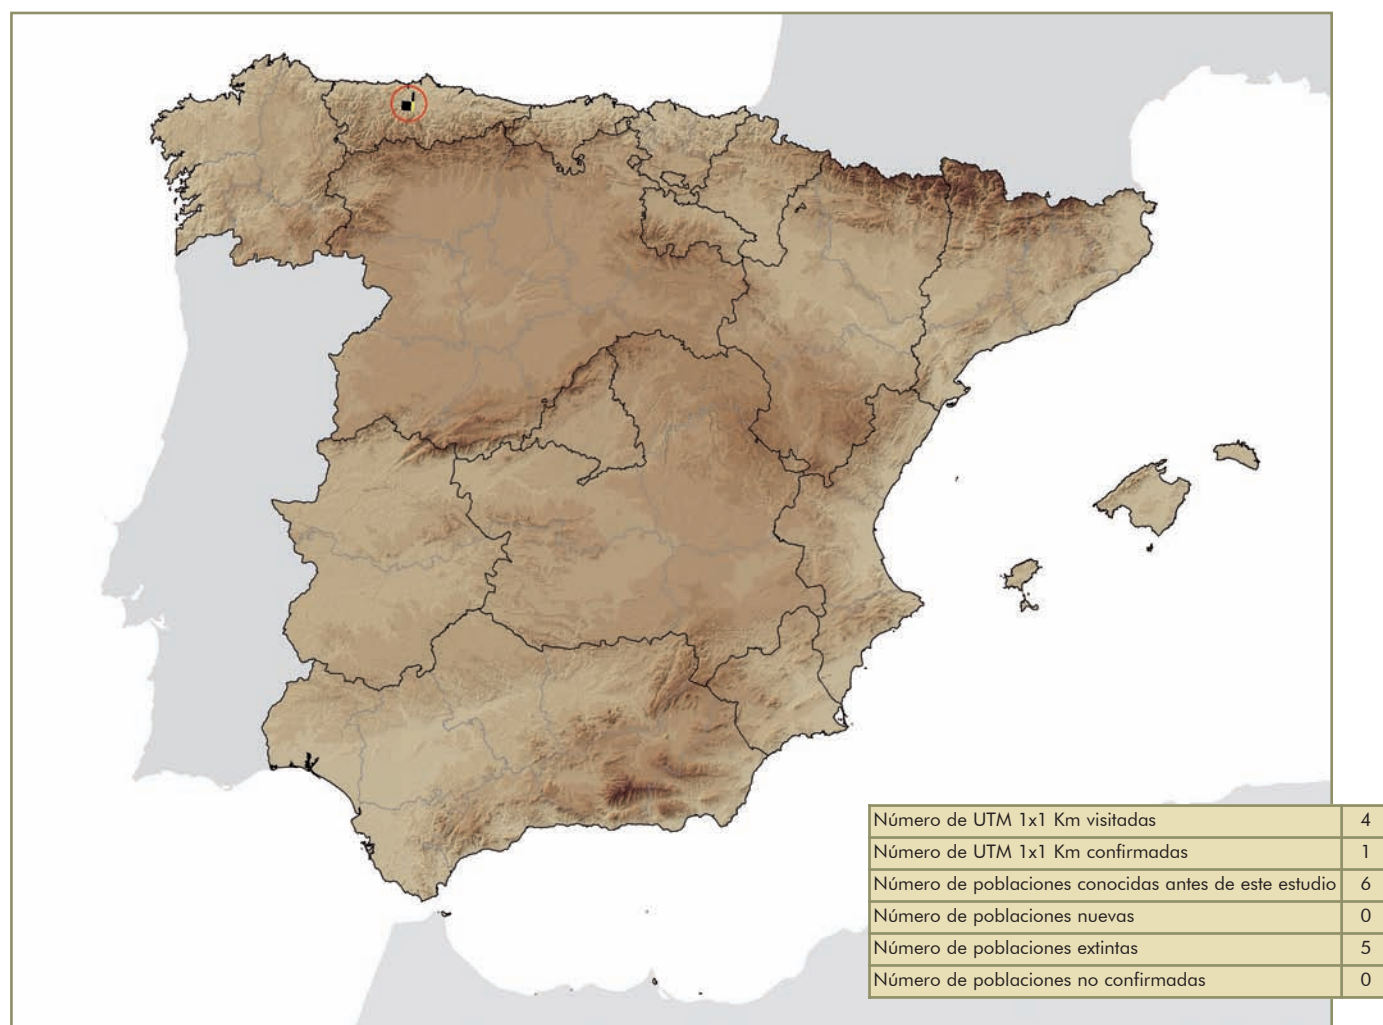 Número de UTM 1x1 Km visitadas 4
Número de UTM 1x1 Km confirmadas 1
Número de poblaciones conocidas antes de este estudio 6
Número de poblaciones nuevas 0
Número de poblaciones extintas 5
Número de poblaciones no confirmadas 0